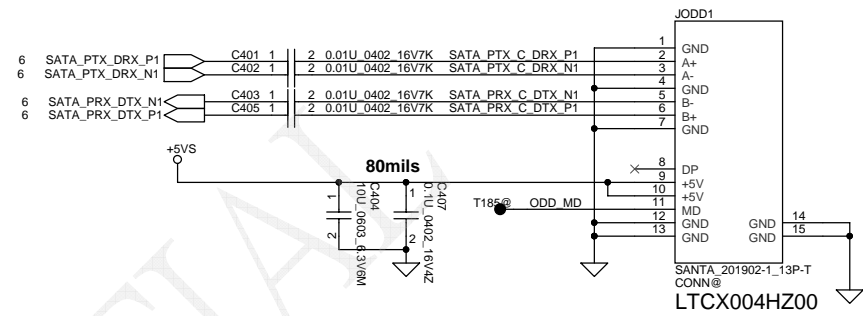 JODD1
6 SATA_PTX_DRX_P1 C401 1 2 0.01U_0402_16V7K SATA_PTX_C_DRX_P1
6 SATA_PTX_DRX_N1 C402 1 2 0.01U_0402_16V7K SATA_PTX_C_DRX_N1
6 SATA_PRX_DTX_N1 C403 1 2 0.01U_0402_16V7K SATA_PRX_C_DTX_N1
6 SATA_PRX_DTX_P1 C405 1 2 0.01U_0402_16V7K SATA_PRX_C_DTX_P1
1 GND
2 A+
3 A-
4 GND
5 B-
6 B+
7 GND
+5VS
80mils
1 2 C404
10U_0603_6.3V6M
1 2 C407
0.1U_0402_16V4Z
T185@ ODD_MD
8 DP
9 +5V
10 +5V
11 MD
12 GND
13 GND
GND 14
GND 15
SANTA_201902-1_13P-T
CONN@
LTCX004HZ00